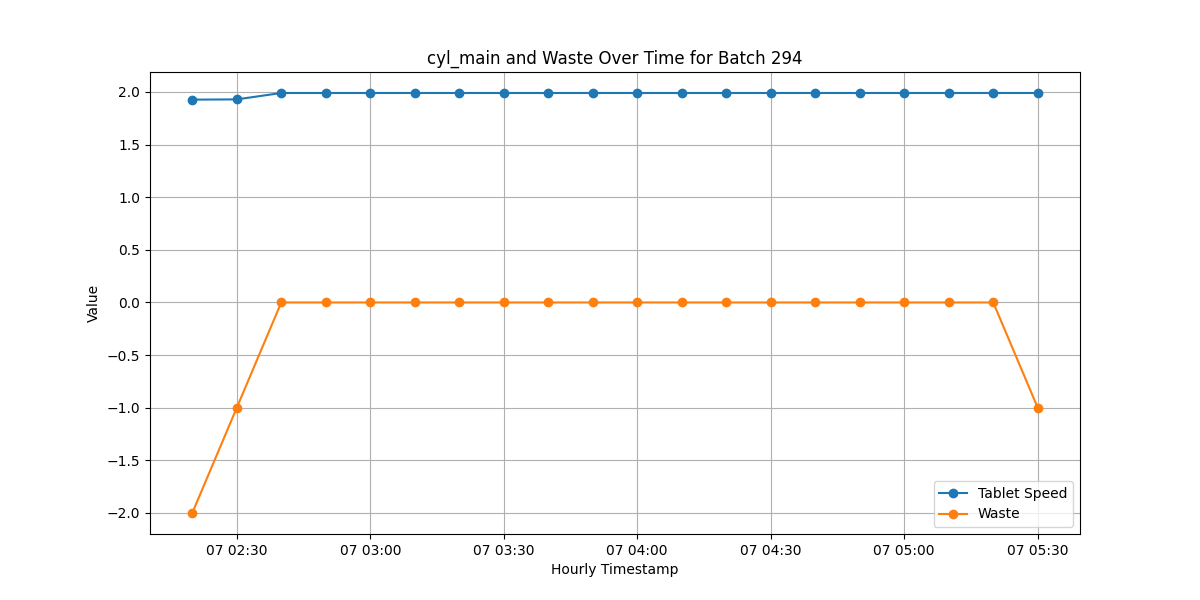 cyl_main and Waste Over Time for Batch 294
Value
2.0
1.5
1.0
0.5
0.0
−0.5
−1.0
−1.5
−2.0
Tablet Speed
Waste
07 02:30 07 03:00 07 03:30 07 04:00 07 04:30 07 05:00 07 05:30
Hourly Timestamp